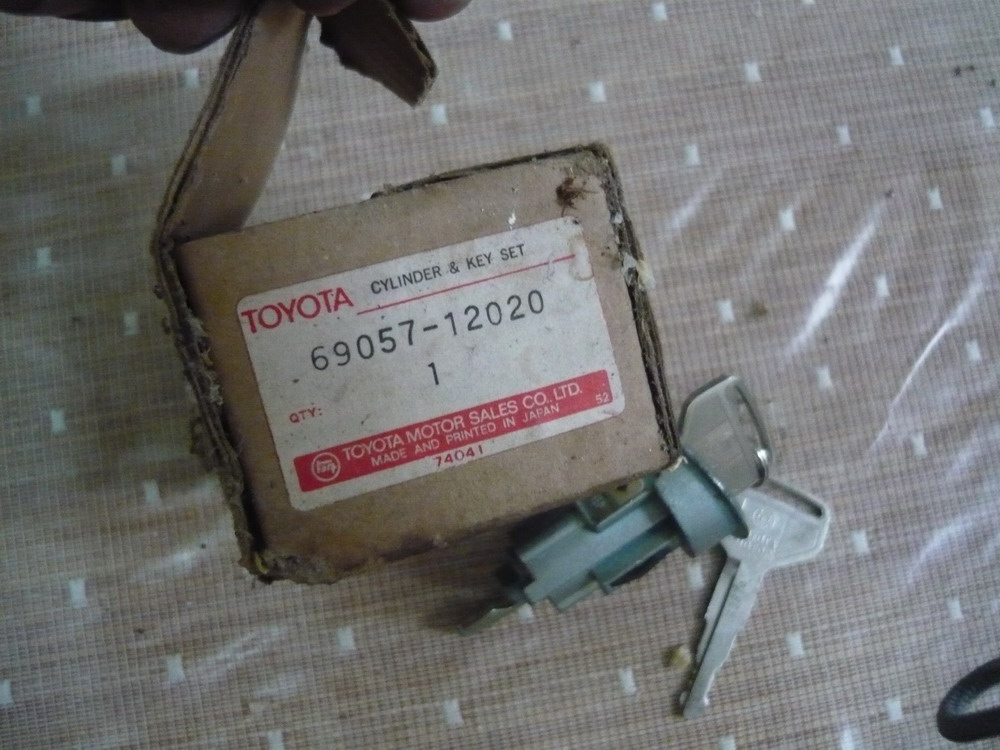 TOYOTA CYLINDER & KEY SET
69057-12020
1
QTY:
TOYOTA MOTOR SALES CO., LTD.
MADE AND PRINTED IN JAPAN 52
74041